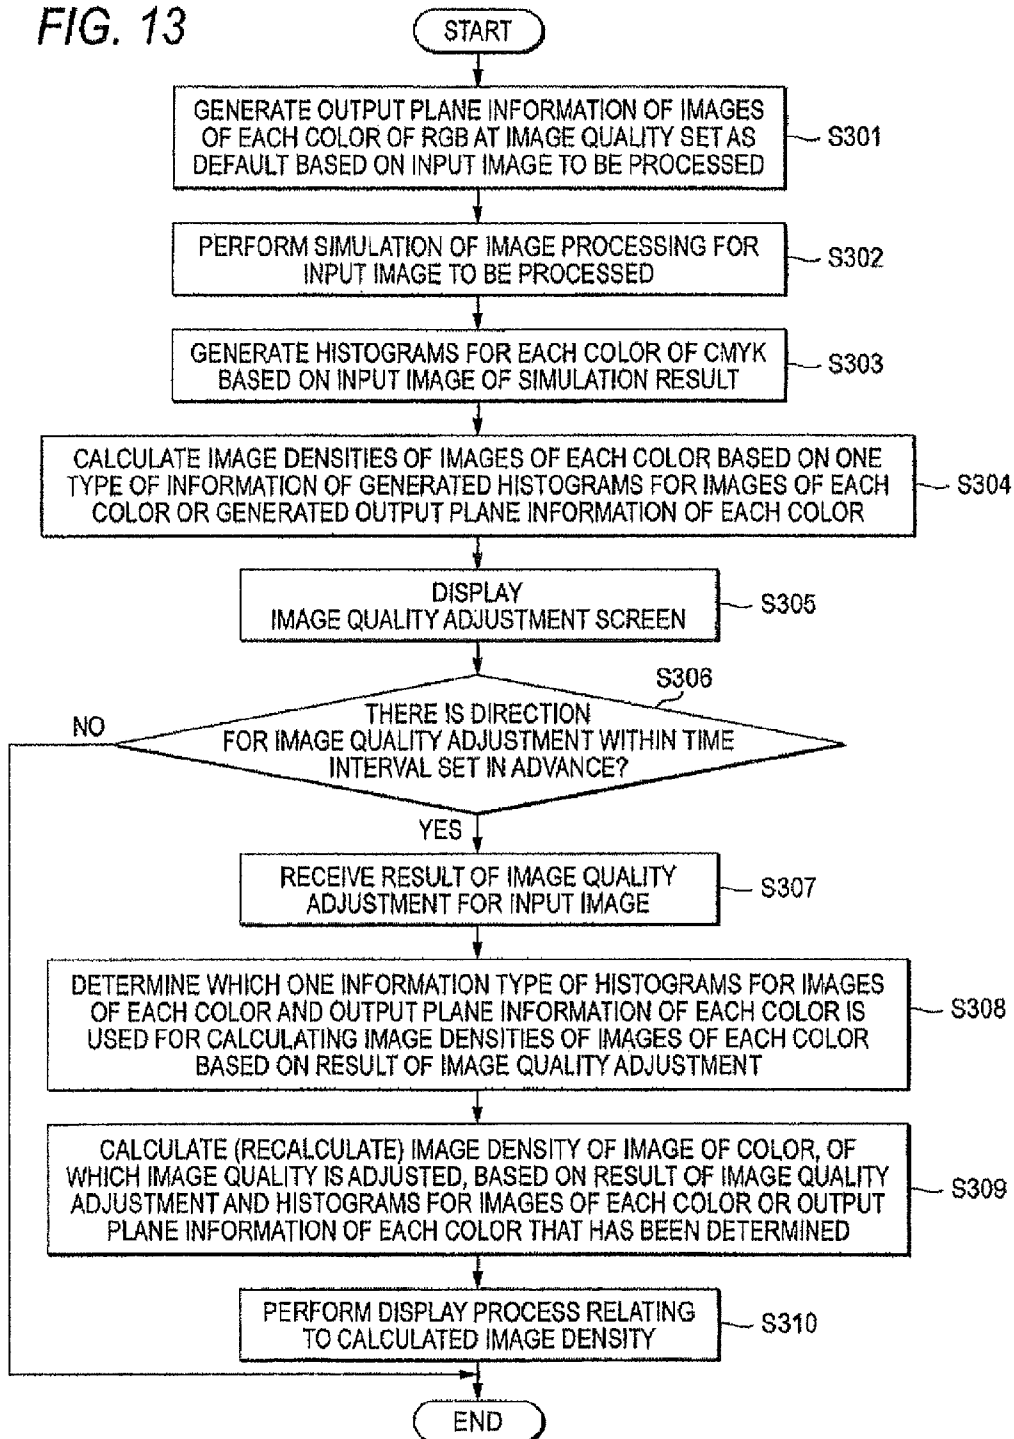 FIG. 13
START
GENERATE OUTPUT PLANE INFORMATION OF IMAGES
OF EACH COLOR OF RGB AT IMAGE QUALITY SET AS
DEFAULT BASED ON INPUT IMAGE TO BE PROCESSED
S301
PERFORM SIMULATION OF IMAGE PROCESSING FOR
INPUT IMAGE TO BE PROCESSED
S302
GENERATE HISTOGRAMS FOR EACH COLOR OF CMYK
BASED ON INPUT IMAGE OF SIMULATION RESULT
S303
CALCULATE IMAGE DENSITIES OF IMAGES OF EACH COLOR BASED ON ONE
TYPE OF INFORMATION OF GENERATED HISTOGRAMS FOR IMAGES OF EACH
COLOR OR GENERATED OUTPUT PLANE INFORMATION OF EACH COLOR
S304
DISPLAY
IMAGE QUALITY ADJUSTMENT SCREEN
S305
S306
THERE IS DIRECTION
FOR IMAGE QUALITY ADJUSTMENT WITHIN TIME
INTERVAL SET IN ADVANCE?
NO
YES
RECEIVE RESULT OF IMAGE QUALITY
ADJUSTMENT FOR INPUT IMAGE
S307
DETERMINE WHICH ONE INFORMATION TYPE OF HISTOGRAMS FOR IMAGES
OF EACH COLOR AND OUTPUT PLANE INFORMATION OF EACH COLOR IS
USED FOR CALCULATING IMAGE DENSITIES OF IMAGES OF EACH COLOR
BASED ON RESULT OF IMAGE QUALITY ADJUSTMENT
S308
CALCULATE (RECALCULATE) IMAGE DENSITY OF IMAGE OF COLOR, OF
WHICH IMAGE QUALITY IS ADJUSTED, BASED ON RESULT OF IMAGE QUALITY
ADJUSTMENT AND HISTOGRAMS FOR IMAGES OF EACH COLOR OR OUTPUT
PLANE INFORMATION OF EACH COLOR THAT HAS BEEN DETERMINED
S309
PERFORM DISPLAY PROCESS RELATING
TO CALCULATED IMAGE DENSITY
S310
END